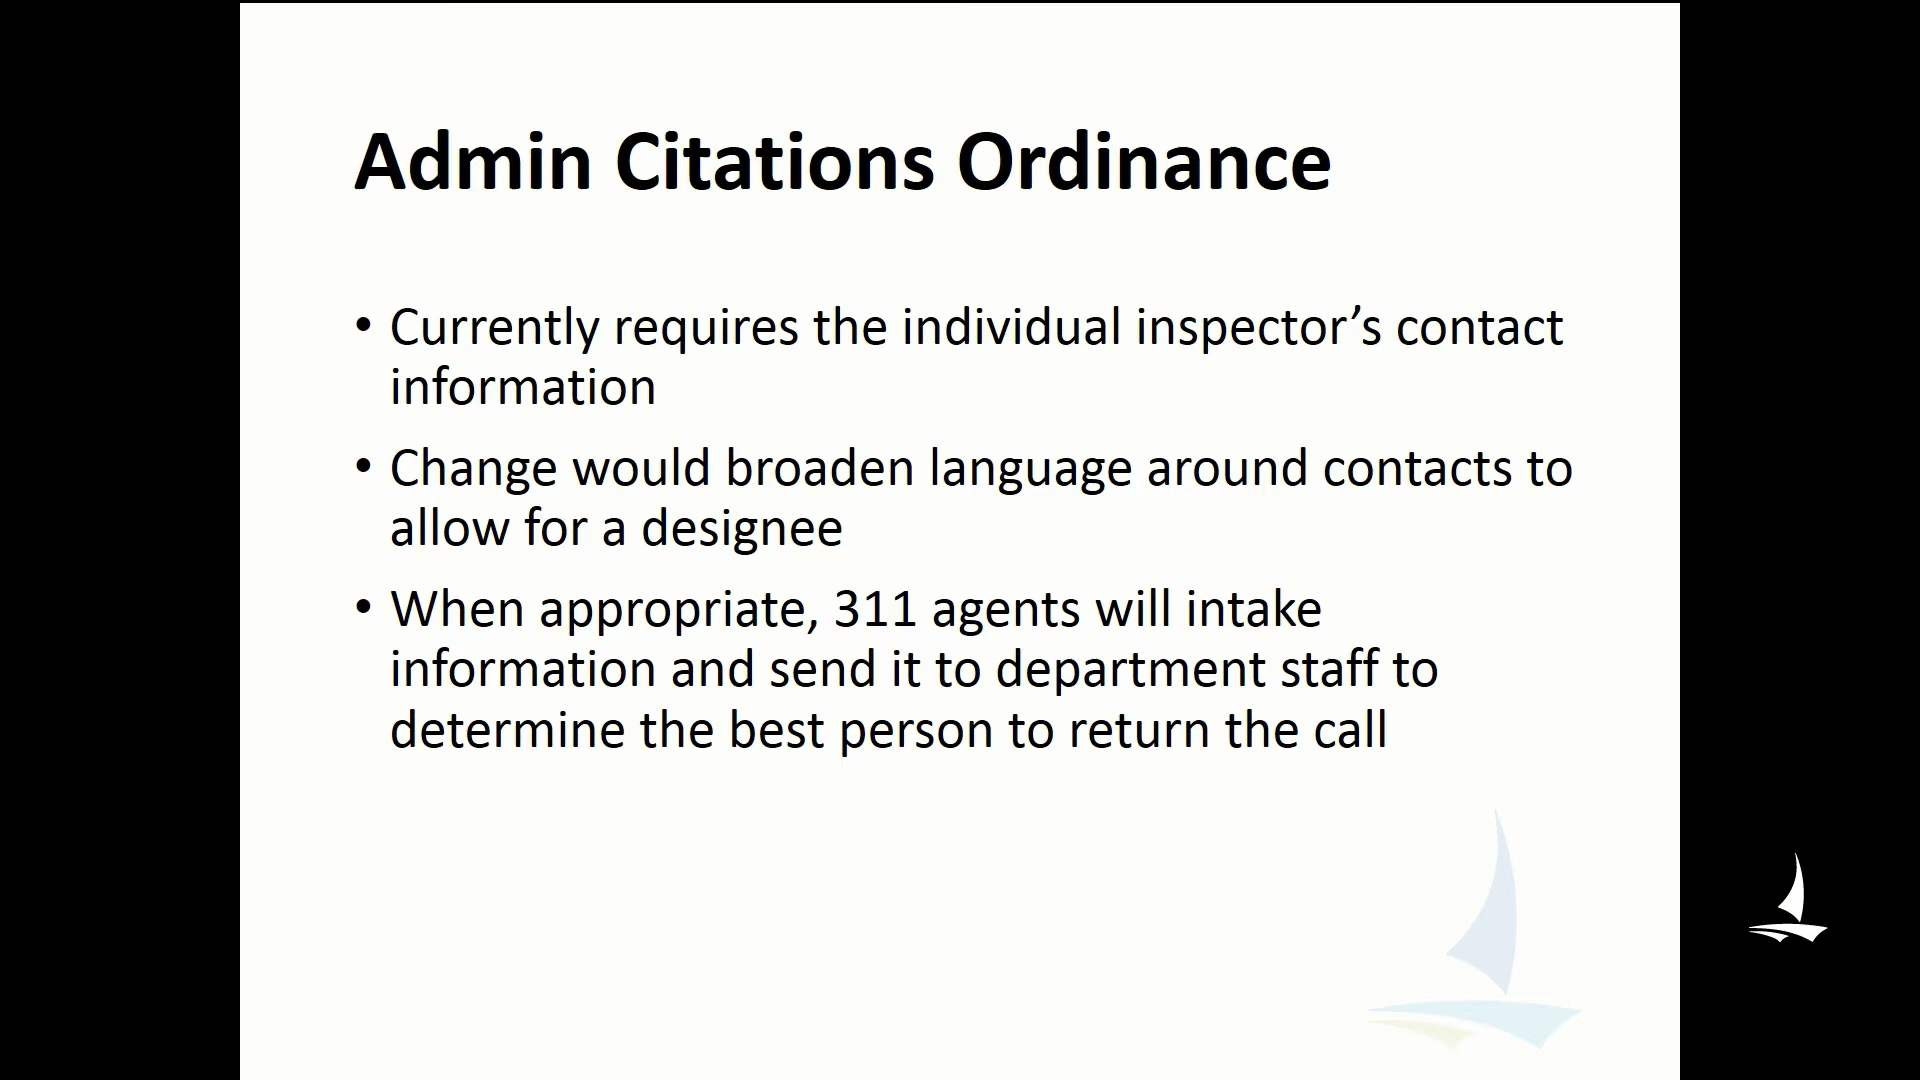 Admin Citations Ordinance
• Currently requires the individual inspector’s contact
information
• Change would broaden language around contacts to
allow for a designee
• When appropriate, 311 agents will intake
information and send it to department staff to
determine the best person to return the call